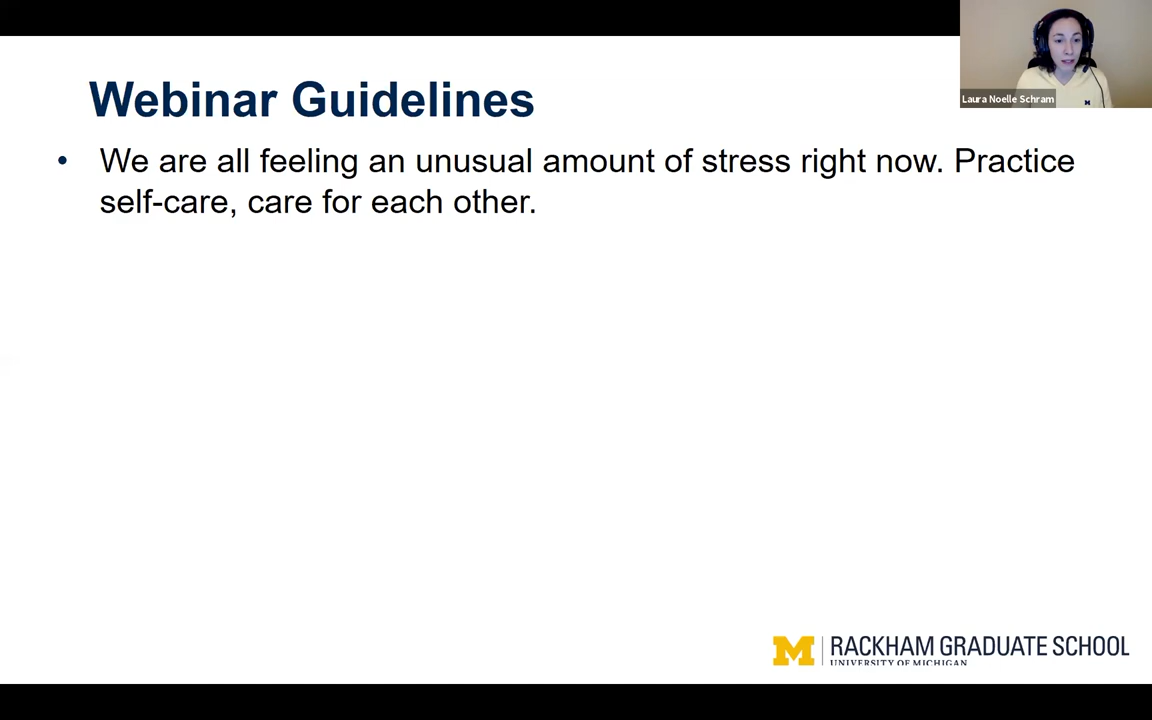 Webinar Guidelines
• We are all feeling an unusual amount of stress right now. Practice
self-care, care for each other.
Laura Noelle Schram
M
M RACKHAM GRADUATE SCHOOL
UNIVERSITY OF MICHIGAN